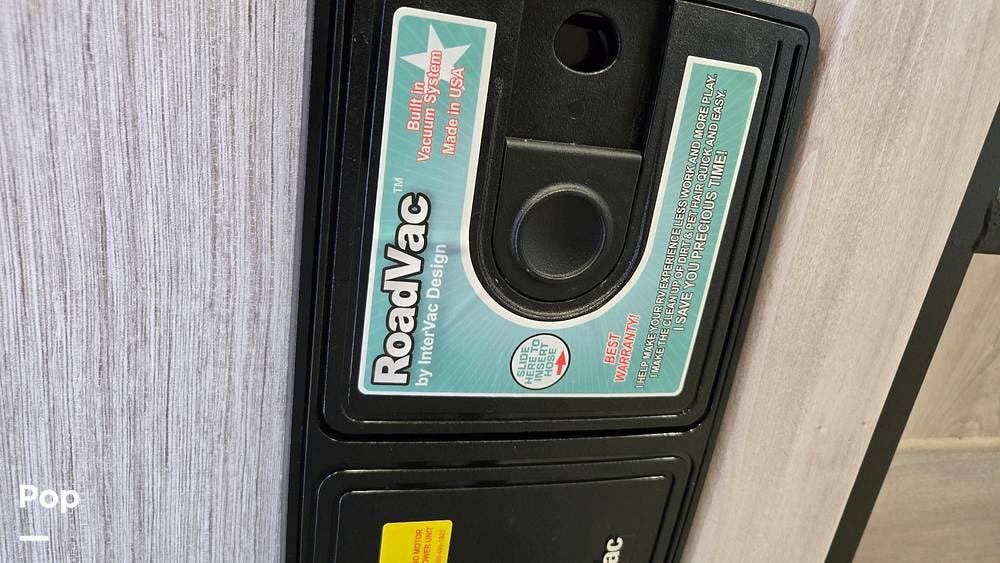 RoadVac™
by InterVac Design
Built in
Vacuum System
Made in USA
SLIDE
HERE TO
INSERT
HOSE
BEST
WARRANTY!
I HELP MAKE YOUR RV EXPERIENCE LESS WORK AND MORE PLAY.
I MAKE THE CLEAN UP OF DIRT & PET HAIR QUICK AND EASY.
I SAVE YOU PRECIOUS TIME!
MOTOR
ac
Pop